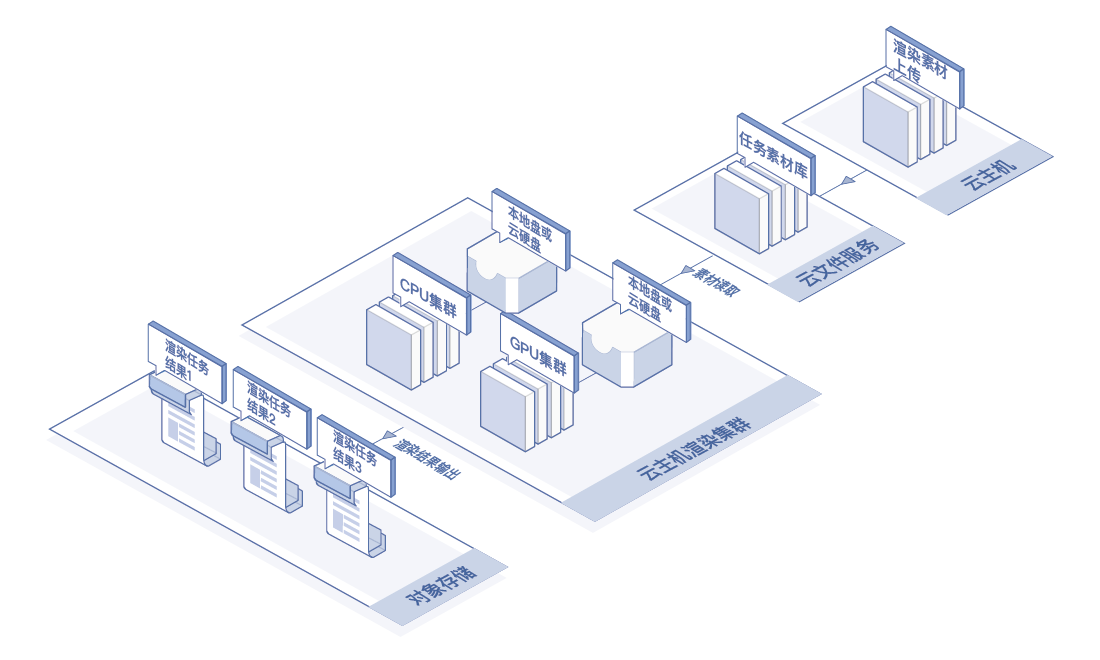 渲染素材
上传
云主机
任务素材库
云文件服务
素材读取
本地盘或
云硬盘
CPU集群
本地盘或
云硬盘
GPU集群
云主机渲染集群
渲染结果输出
渲染任务
结果1
渲染任务
结果2
渲染任务
结果3
对象存储